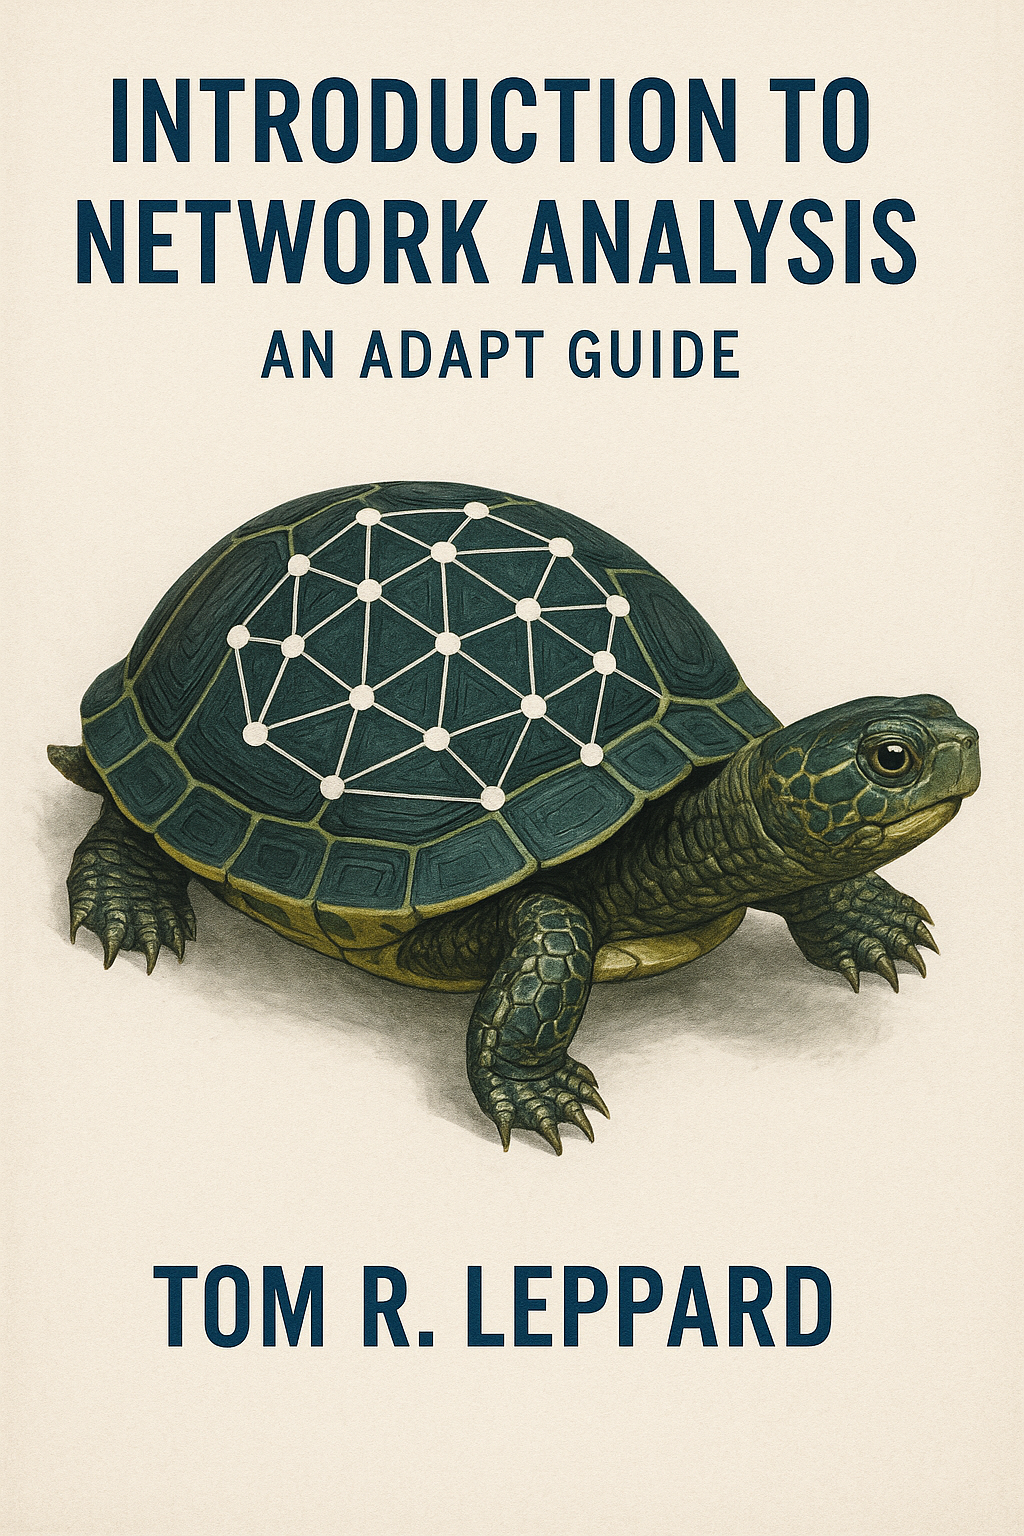 INTRODUCTION TO
NETWORK ANALYSIS
AN ADAPT GUIDE
TOM R. LEPPARD